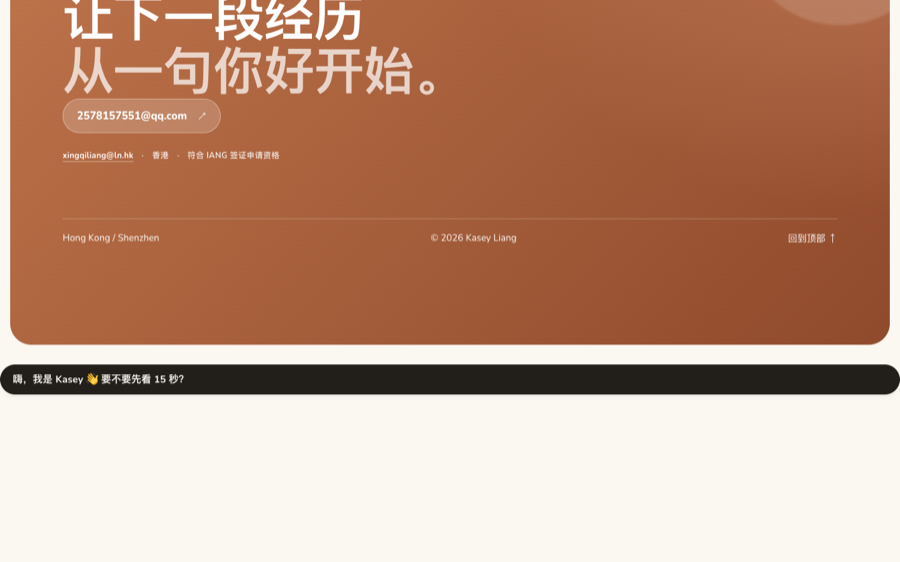 让下一段经历
从一句你好开始。
2578157551@qq.com ↗
xingqiliang@ln.hk · 香港 · 符合 IANG 签证申请资格
Hong Kong / Shenzhen
© 2026 Kasey Liang
回到顶部 ↑
嗨，我是 Kasey 👋 要不要先看 15 秒？